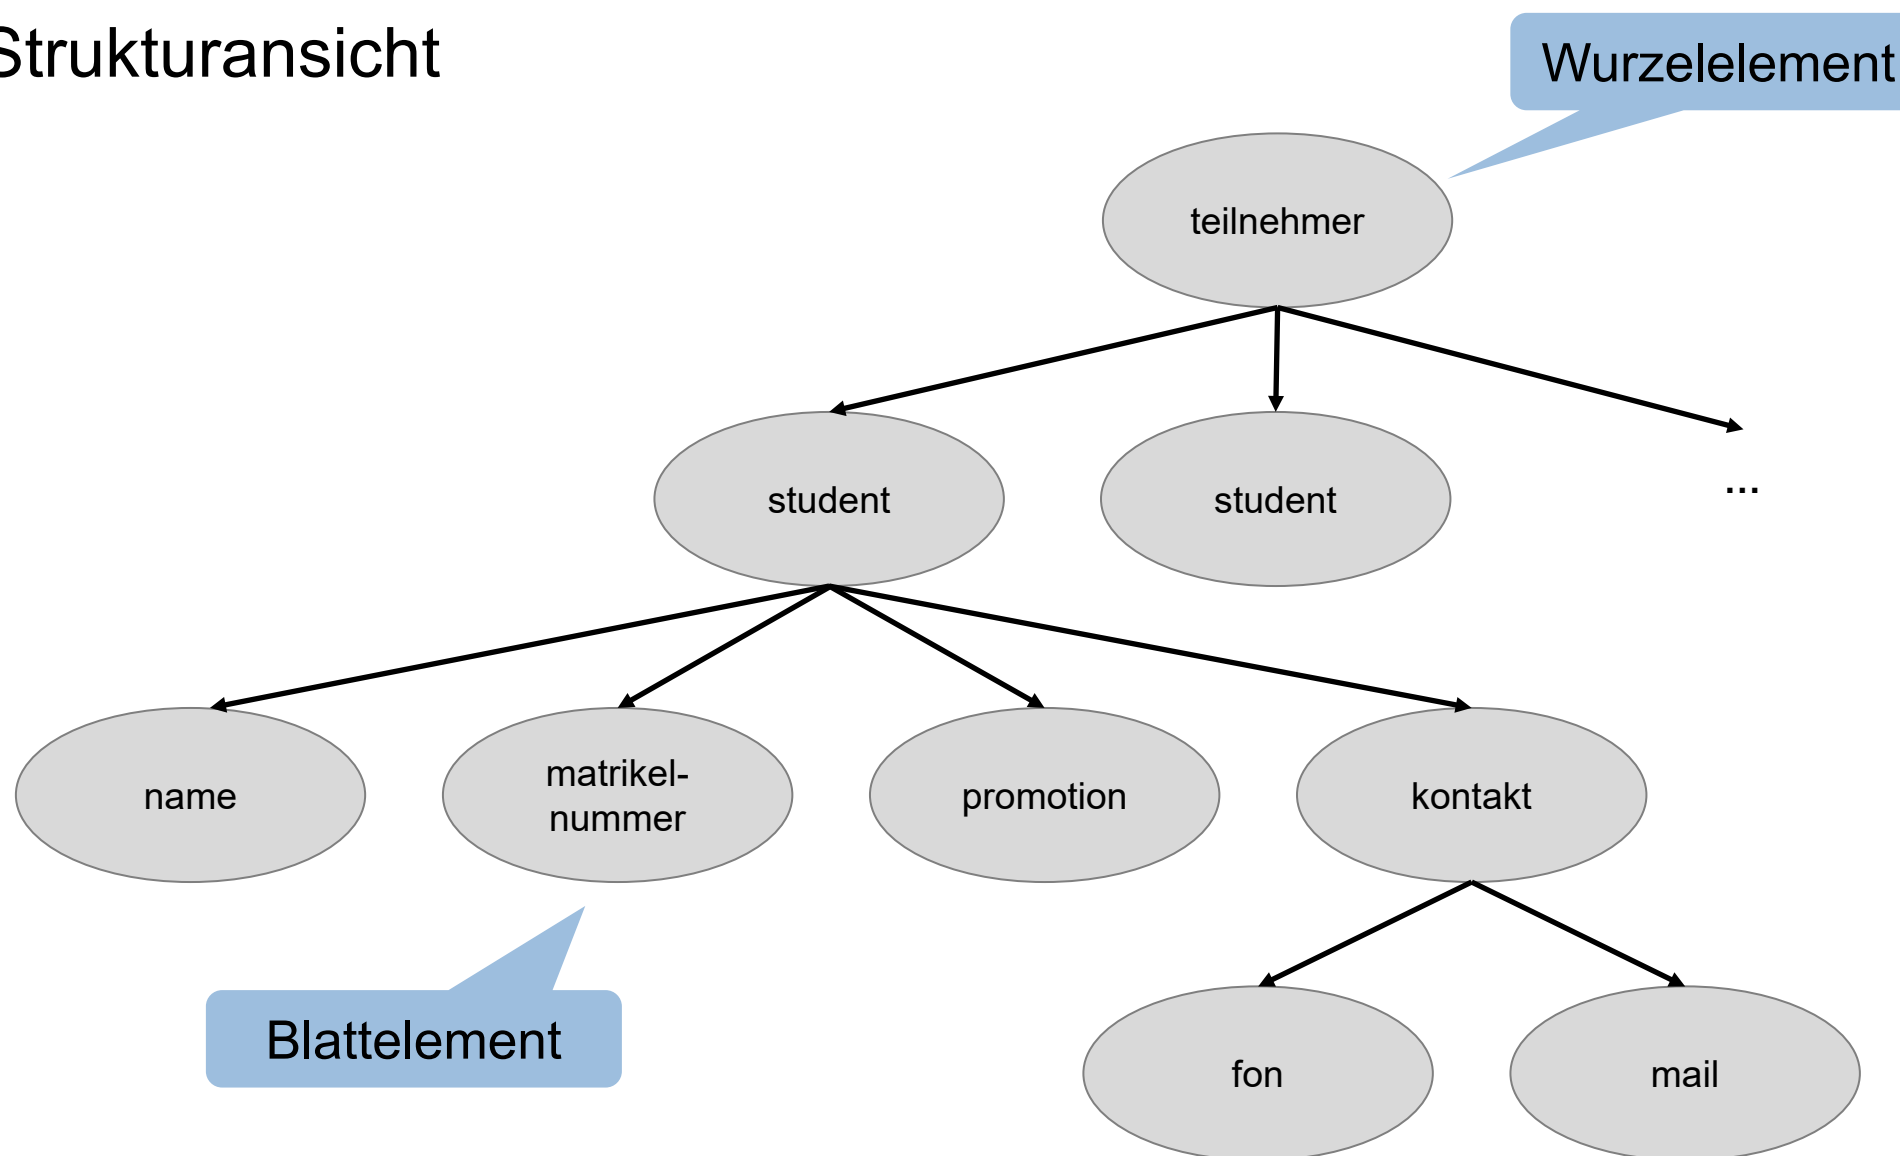 Strukturansicht
Wurzelelement
teilnehmer
student
student
...
name
matrikel-
nummer
promotion
kontakt
Blattelement
fon
mail